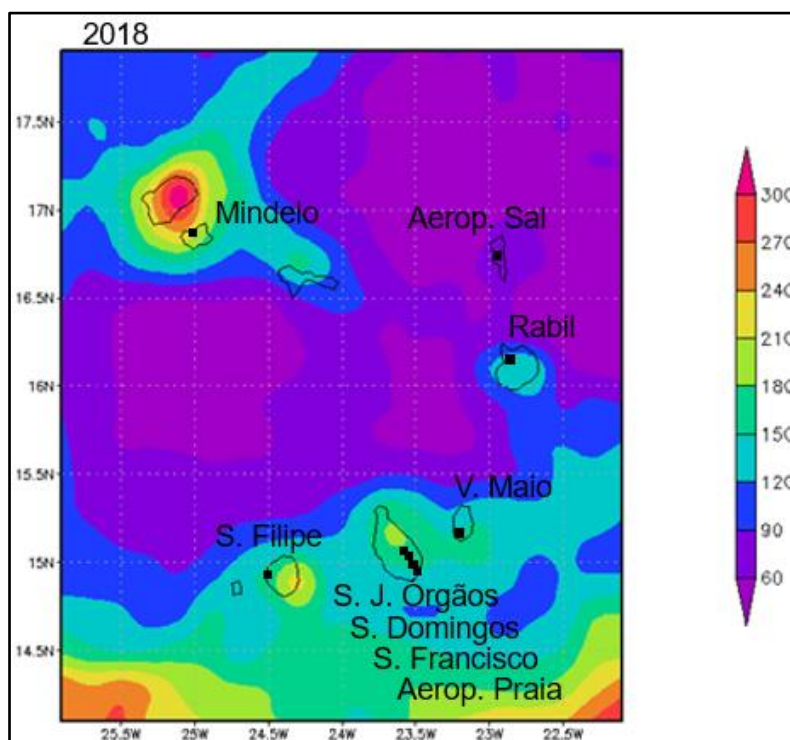 2018
17.5N
17N
16.5N
16N
15.5N
15N
14.5N
25.5W
25W
24.5W
24W
23.5W
23W
22.5W
Mindelo
Aerop. Sal
Rabil
V. Maio
S. Filipe
S. J. Orgãos
S. Domingos
S. Francisco
Aerop. Praia
300
270
240
210
180
150
120
90
60